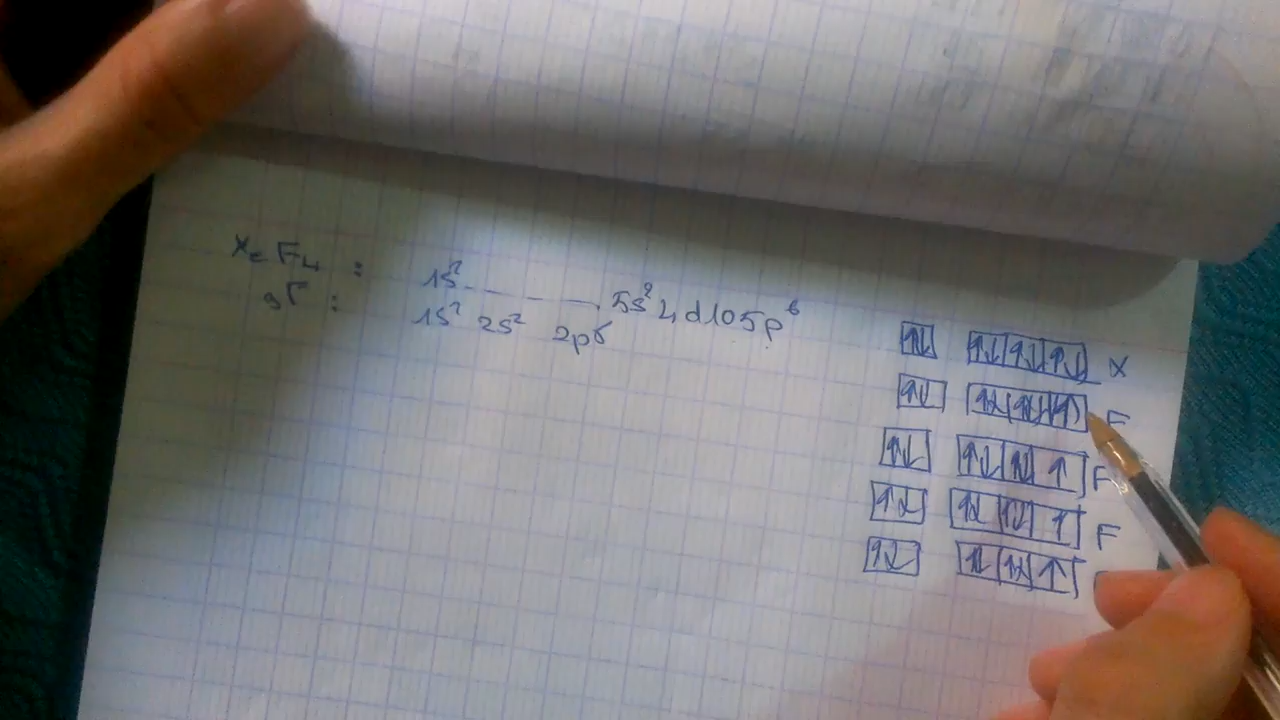 XeF₄ : 1s² - - - - - - 5s² 4d10 5p⁶
₉F : 1s² 2s² 2p5
X
F
F
F